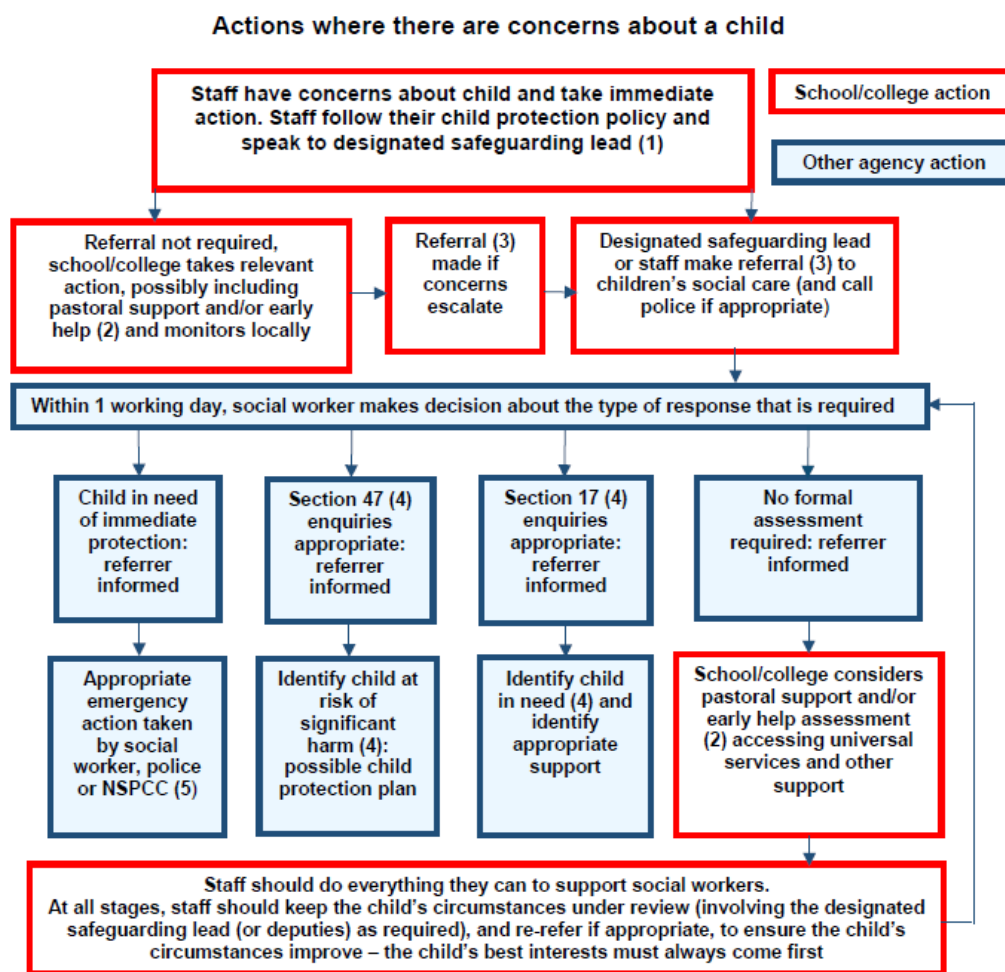 Actions where there are concerns about a child
Staff have concerns about child and take immediate
action. Staff follow their child protection policy and
speak to designated safeguarding lead (1)
School/college action
Other agency action
Referral not required,
school/college takes relevant
action, possibly including
pastoral support and/or early
help (2) and monitors locally
Referral (3)
made if
concerns
escalate
Designated safeguarding lead
or staff make referral (3) to
children's social care (and call
police if appropriate)
Within 1 working day, social worker makes decision about the type of response that is required
Child in need
of immediate
protection:
referrer
informed
Section 47 (4)
enquiries
appropriate:
referrer
informed
Section 17 (4)
enquiries
appropriate:
referrer
informed
No formal
assessment
required: referrer
informed
Appropriate
emergency
action taken
by social
worker, police
or NSPCC (5)
Identify child at
risk of
significant
harm (4):
possible child
protection plan
Identify child
in need (4) and
identify
appropriate
support
School/college considers
pastoral support and/or
early help assessment
(2) accessing universal
services and other
support
Staff should do everything they can to support social workers.
At all stages, staff should keep the child's circumstances under review (involving the designated
safeguarding lead (or deputies) as required), and re-refer if appropriate, to ensure the child's
circumstances improve – the child's best interests must always come first